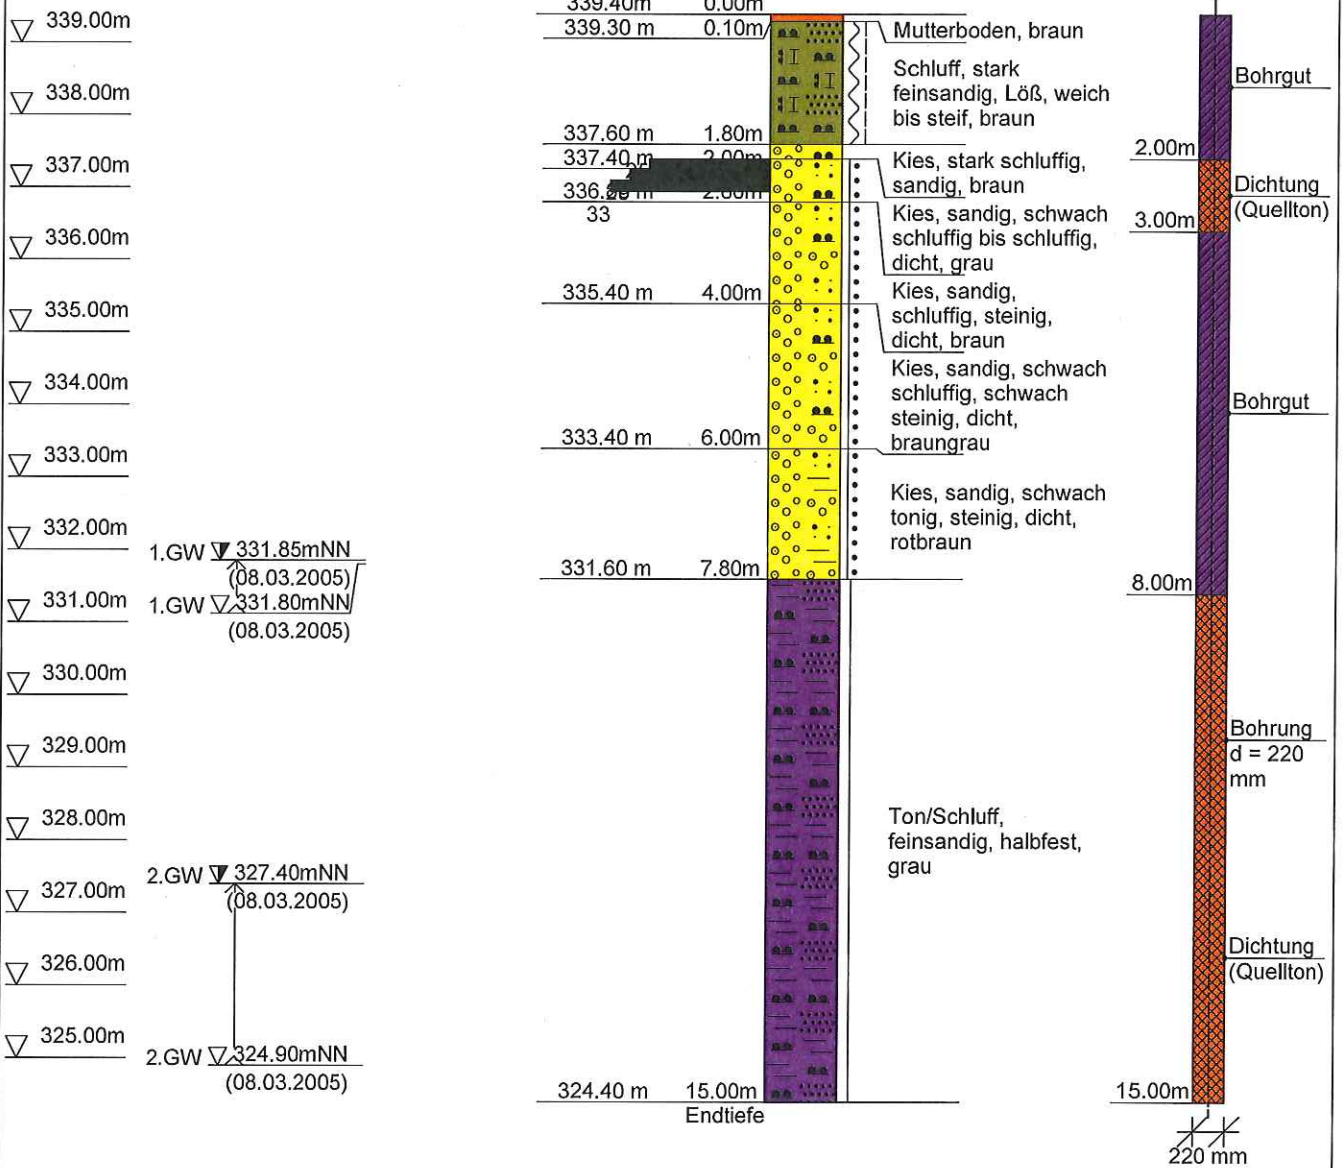 339.00m
338.00m
337.00m
336.00m
335.00m
334.00m
333.00m
332.00m
331.00m
330.00m
329.00m
328.00m
327.00m
326.00m
325.00m
1.GW 331.85mNN
(08.03.2005)
1.GW 331.80mNN
(08.03.2005)
2.GW 327.40mNN
(08.03.2005)
2.GW 324.90mNN
(08.03.2005)
339.40m 0.00m
339.30 m 0.10m
337.60 m 1.80m
337.40 m 2.00m
33
335.40 m 4.00m
333.40 m 6.00m
331.60 m 7.80m
324.40 m 15.00m
Endtiefe
Mutterboden, braun
Schluff, stark
feinsandig, Löß, weich
bis steif, braun
Kies, stark schluffig,
sandig, braun
Kies, sandig, schwach
schluffig bis schluffig,
dicht, grau
Kies, sandig,
schluffig, steinig,
dicht, braun
Kies, sandig, schwach
schluffig, schwach
steinig, dicht,
braungrau
Kies, sandig, schwach
tonig, steinig, dicht,
rotbraun
Ton/Schluff,
feinsandig, halbfest,
grau
2.00m
3.00m
8.00m
15.00m
220 mm
Bohrgut
Dichtung
(Quellton)
Bohrgut
Bohrung
d = 220
mm
Dichtung
(Quellton)